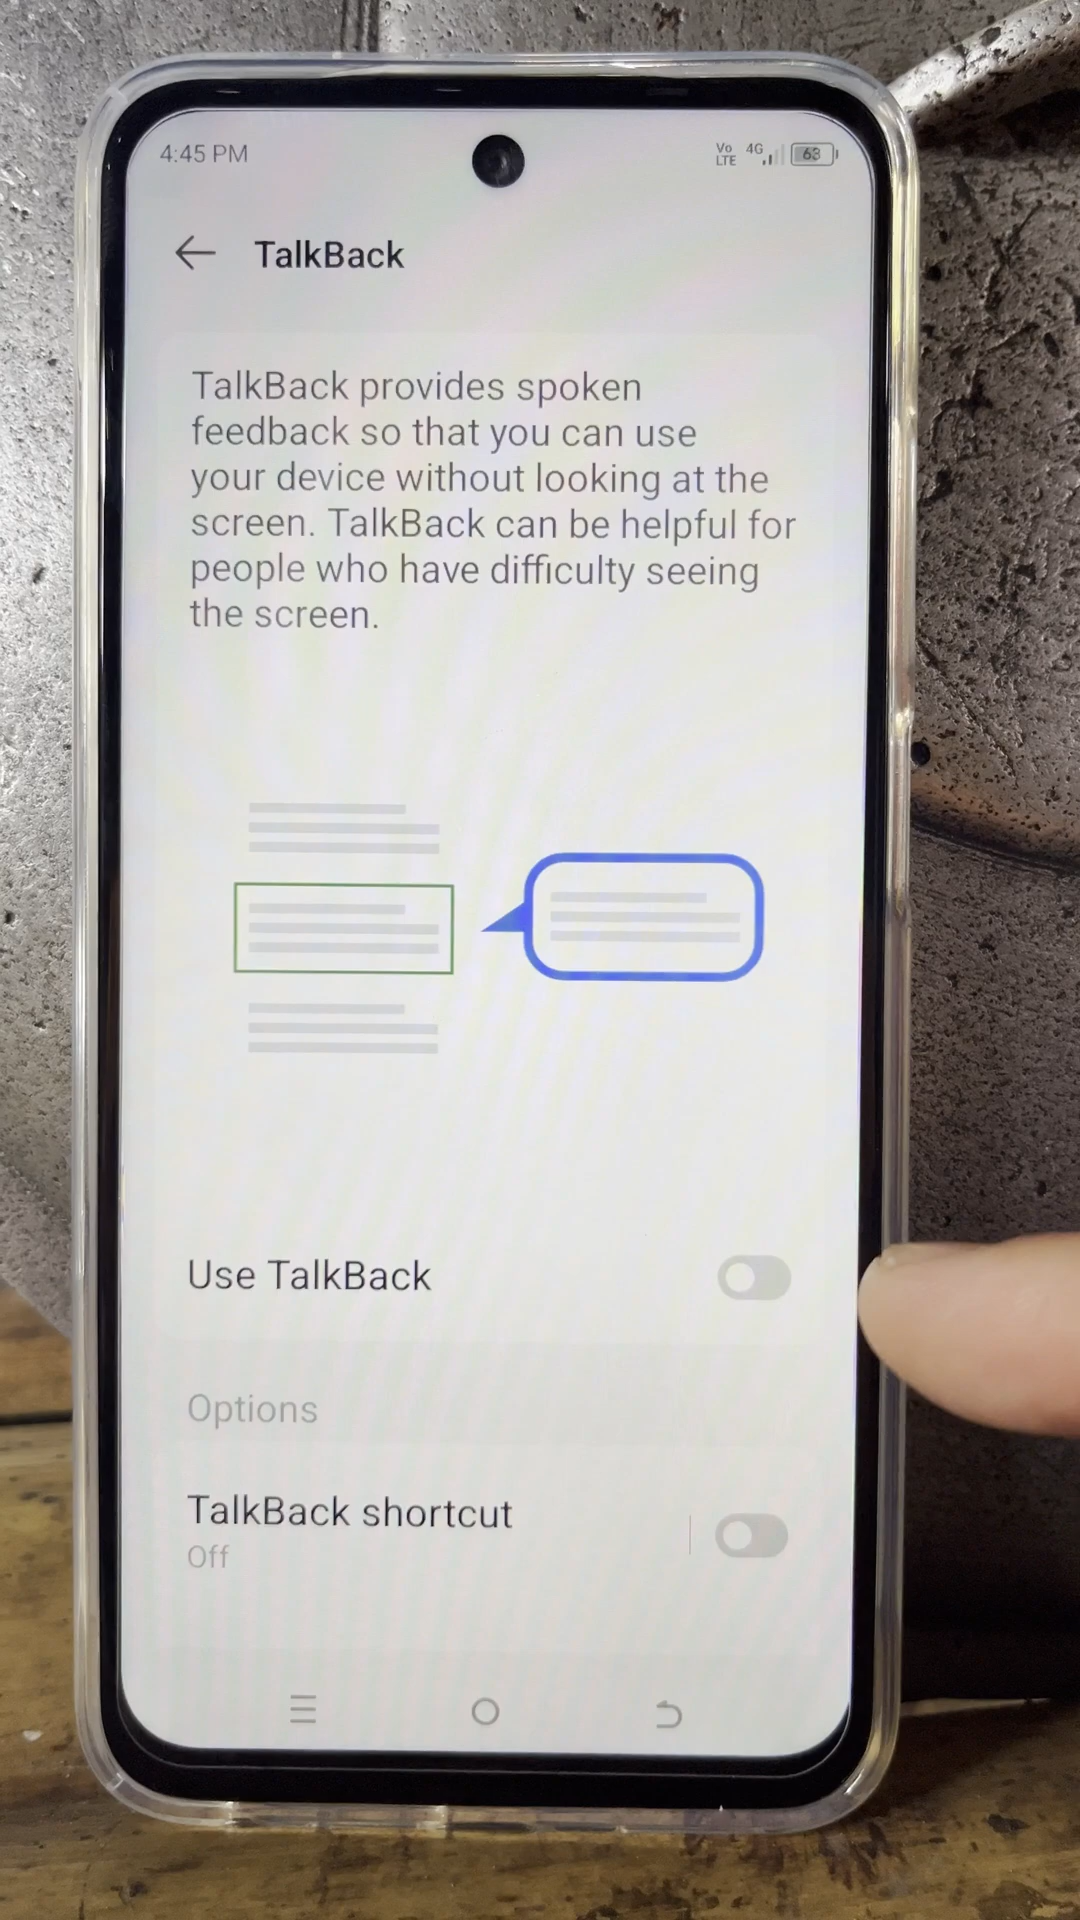 4:45 PM
Vo LTE 4G 63
TalkBack
TalkBack provides spoken
feedback so that you can use
your device without looking at the
screen. TalkBack can be helpful for
people who have difficulty seeing
the screen.
Use TalkBack
Options
TalkBack shortcut
Off